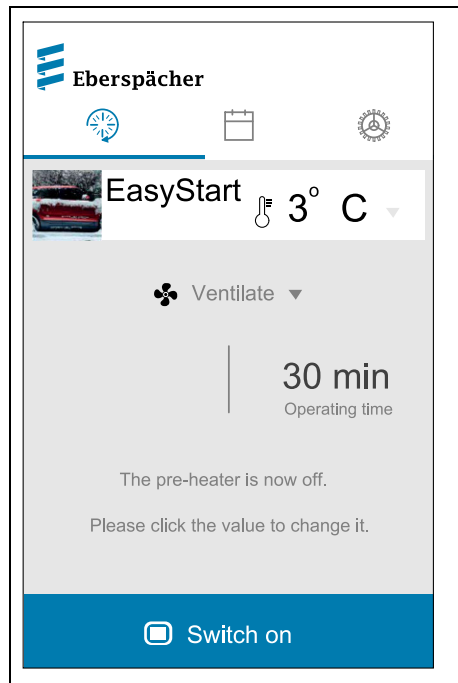 Eberspächer
EasyStart
3° C
Ventilate
30 min
Operating time
The pre-heater is now off.
Please click the value to change it.
Switch on